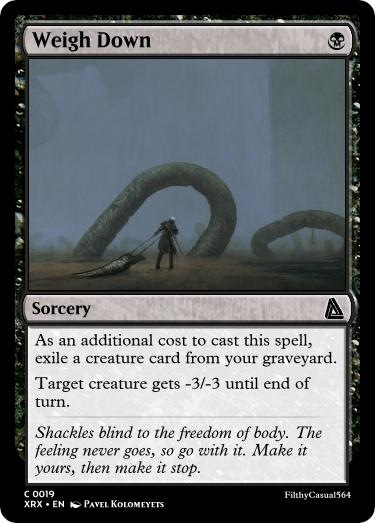 Weigh Down
Sorcery
As an additional cost to cast this spell,
exile a creature card from your graveyard.
Target creature gets -3/-3 until end of
turn.
Shackles blind to the freedom of body. The
feeling never goes, so go with it. Make it
yours, then make it stop.
C 0019
XRX • EN PAVEL KOLOMEYETS
FilthyCasual564